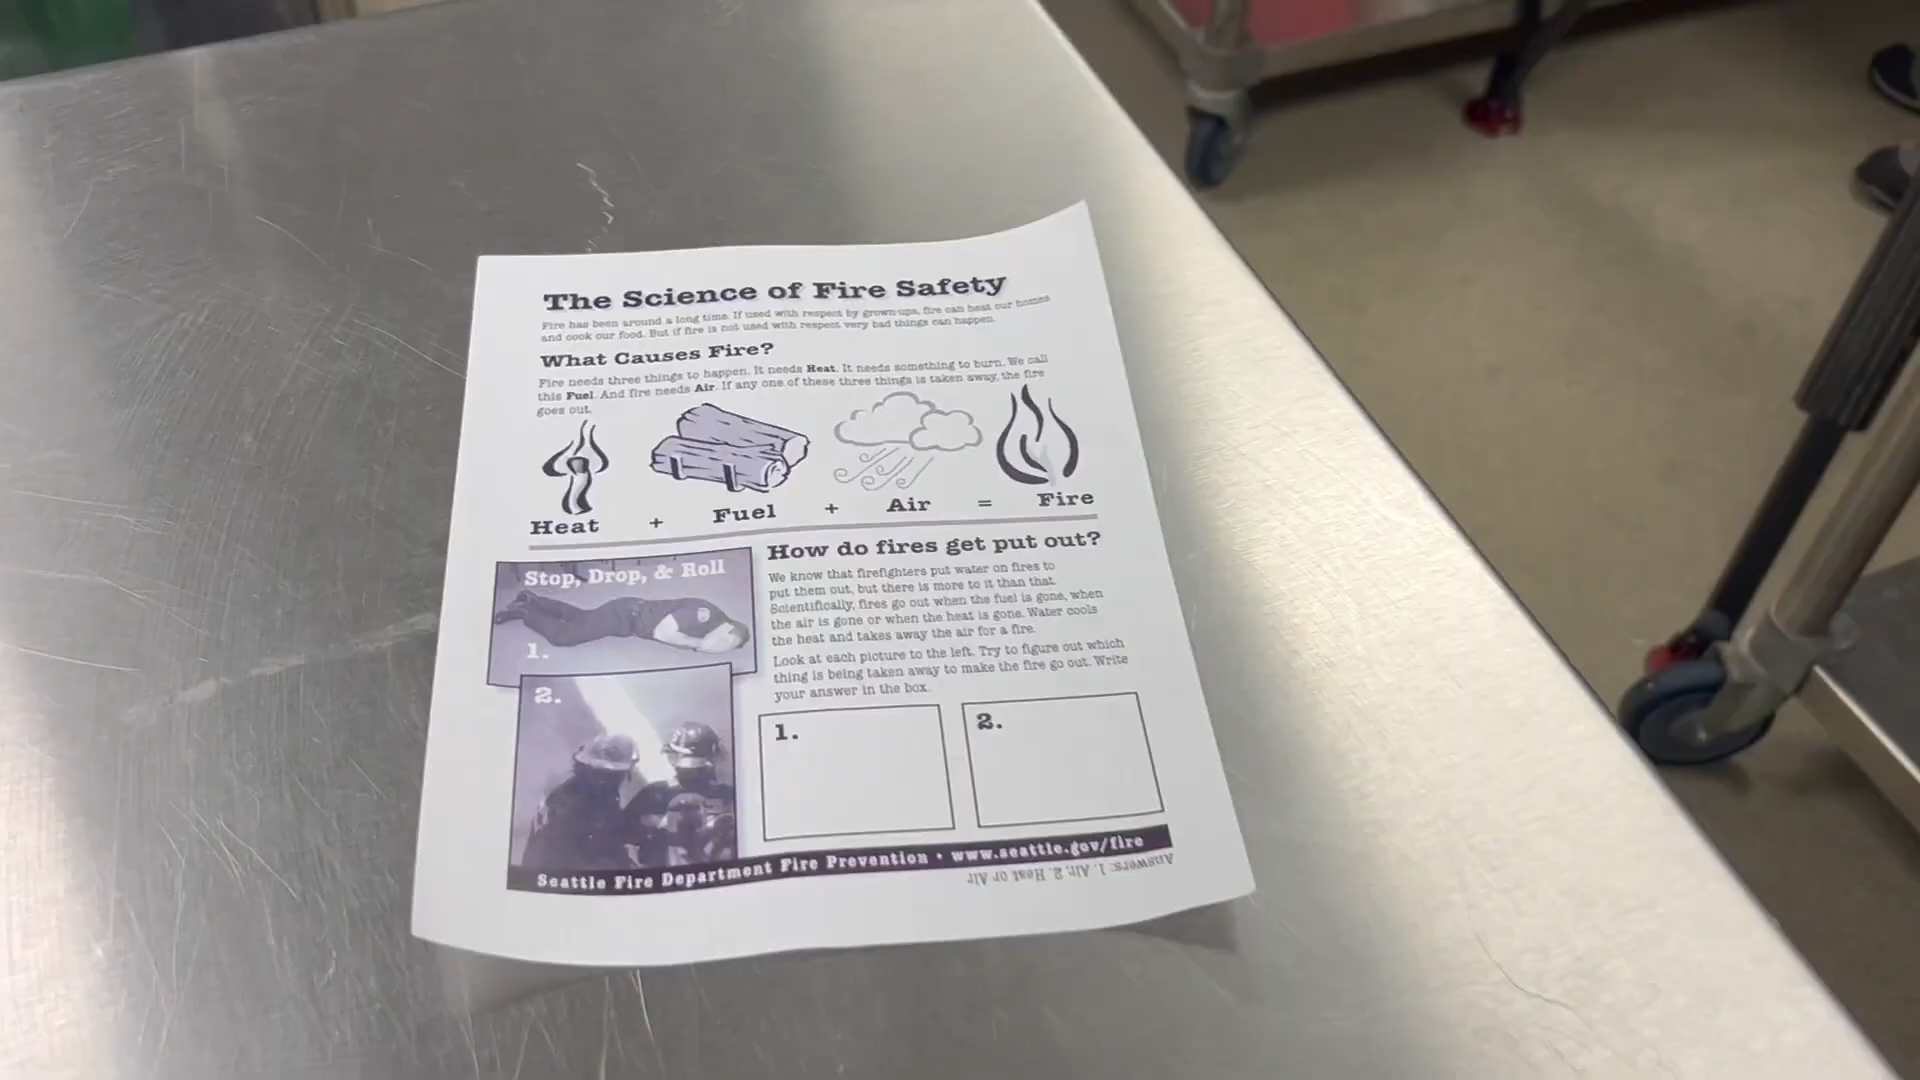 The Science of Fire Safety
Fire has been around a long time. If used with respect by grown-ups, fire can heat our homes
and cook our food. But if fire is not used with respect very bad things can happen.
What Causes Fire?
Fire needs three things to happen. It needs Heat. It needs something to burn. We call
this Fuel. And fire needs Air. If any one of these three things is taken away, the fire
goes out.
Heat + Fuel + Air = Fire
Stop, Drop, & Roll
1.
2.
How do fires get put out?
We know that firefighters put water on fires to
put them out, but there is more to it than that.
Scientifically, fires go out when the fuel is gone, when
the air is gone or when the heat is gone. Water cools
the heat and takes away the air for a fire.
Look at each picture to the left. Try to figure out which
thing is being taken away to make the fire go out. Write
your answer in the box.
1.
2.
Seattle Fire Department Fire Prevention • www.seattle.gov/fire
Answers: 1. Air, 2. Heat or Air